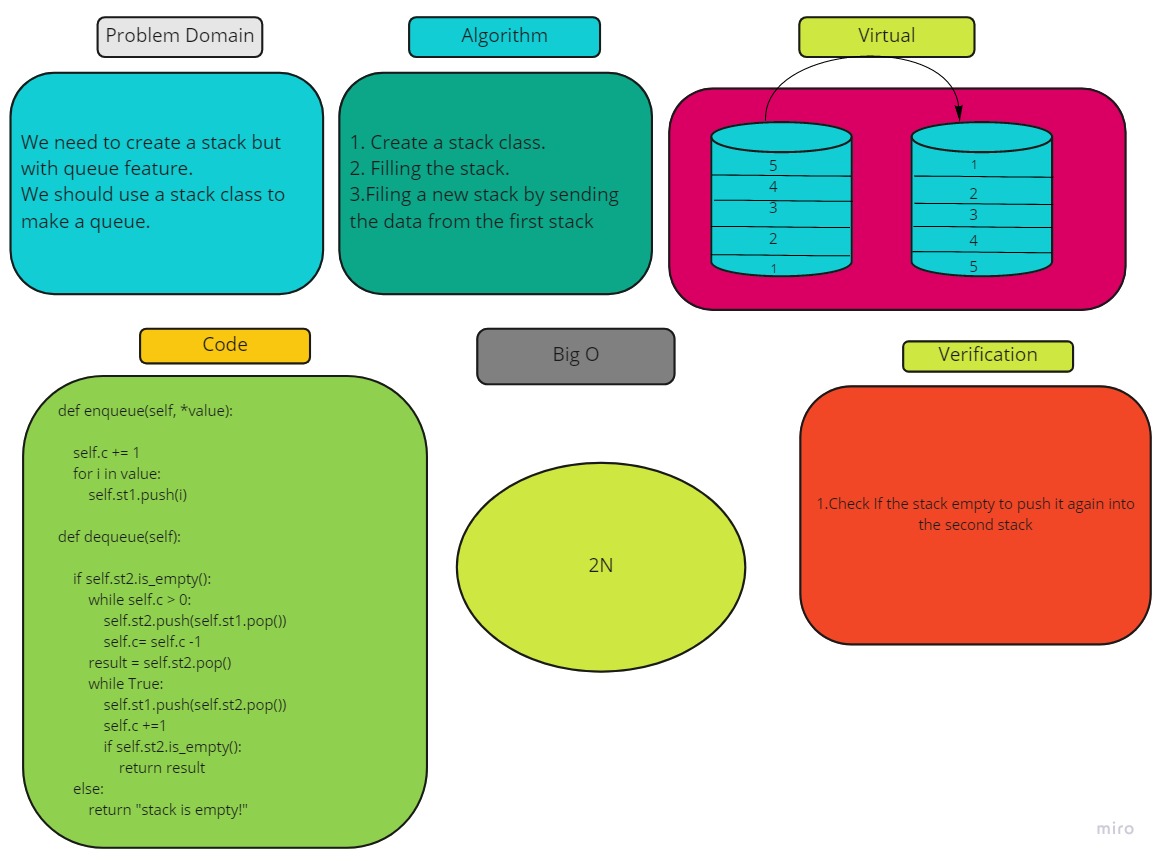 Problem Domain
We need to create a stack but
with queue feature.
We should use a stack class to
make a queue.
Algorithm
1. Create a stack class.
2. Filling the stack.
3.Filing a new stack by sending
the data from the first stack
Virtual
5
4
3
2
1
1
2
3
4
5
Code
def enqueue(self, *value):
self.c += 1
for i in value:
self.st1.push(i)
def dequeue(self):
if self.st2.is_empty():
while self.c > 0:
self.st2.push(self.st1.pop())
self.c= self.c -1
result = self.st2.pop()
while True:
self.st1.push(self.st2.pop())
self.c +=1
if self.st2.is_empty():
return result
else:
return "stack is empty!"
Big O
2N
Verification
1.Check If the stack empty to push it again into
the second stack
miro